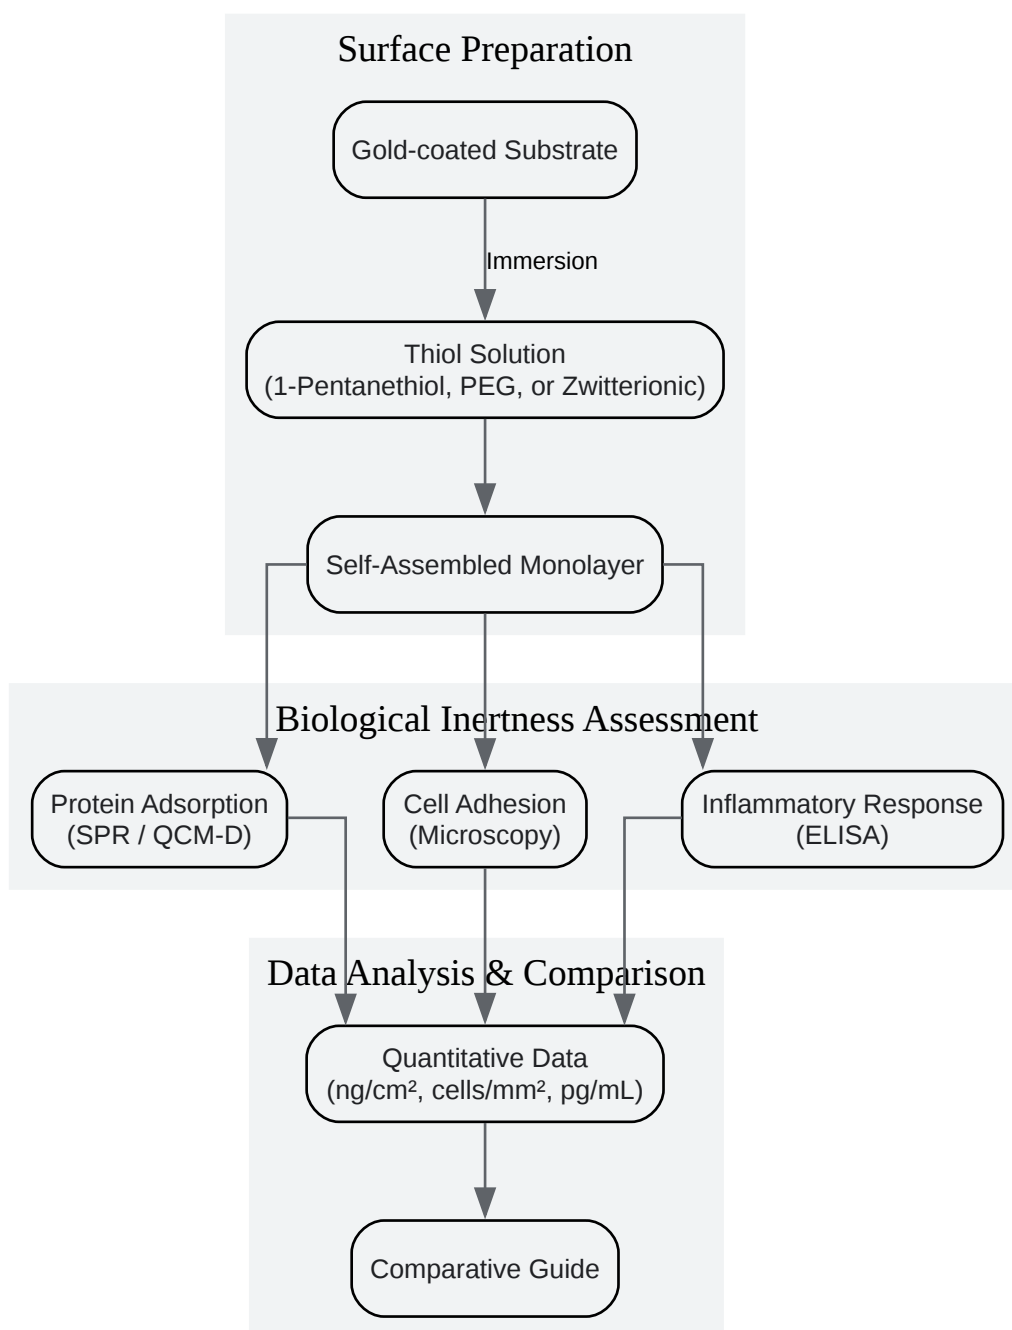 Surface Preparation
Gold-coated Substrate
Immersion
Thiol Solution
(1-Pentanethiol, PEG, or Zwitterionic)
Self-Assembled Monolayer
Biological Inertness Assessment
Protein Adsorption
(SPR / QCM-D)
Cell Adhesion
(Microscopy)
Inflammatory Response
(ELISA)
Data Analysis & Comparison
Quantitative Data
(ng/cm², cells/mm², pg/mL)
Comparative Guide